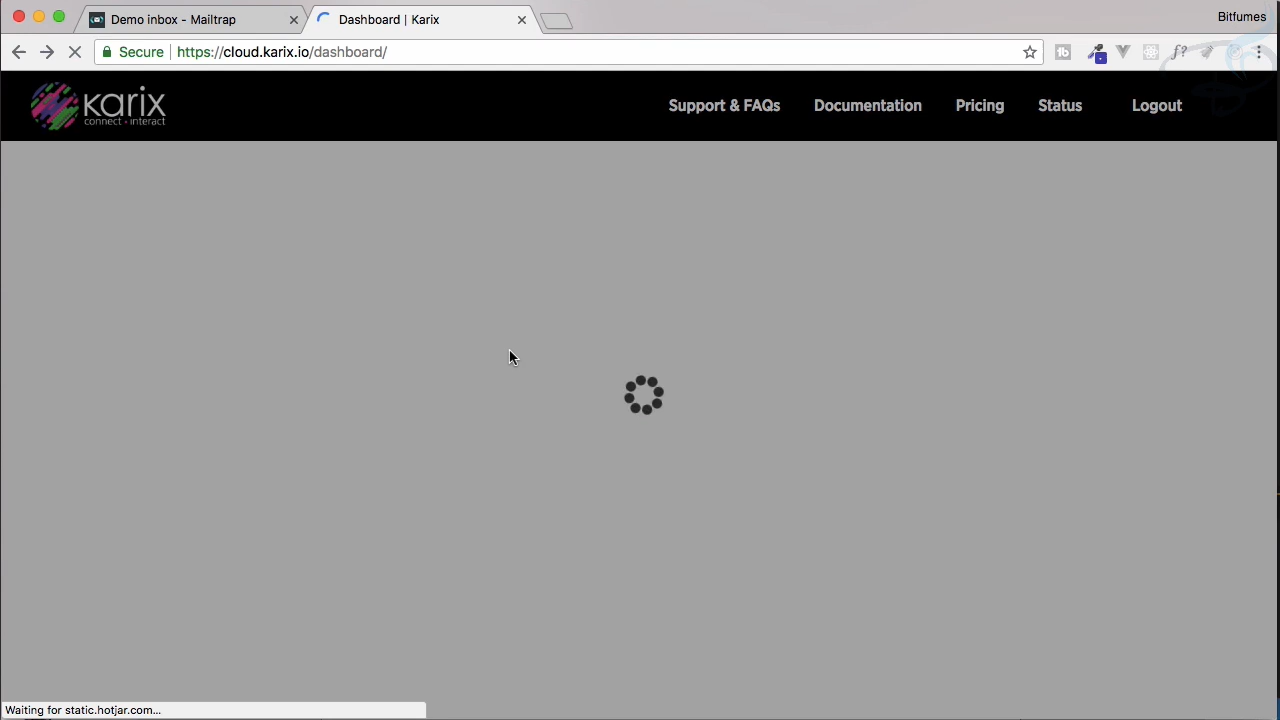 Demo inbox - Mailtrap
Dashboard | Karix
Bitfumes
Secure
https://cloud.karix.io/dashboard/
tb
f?
karix
connect • interact
Support & FAQs
Documentation
Pricing
Status
Logout
Waiting for static.hotjar.com...